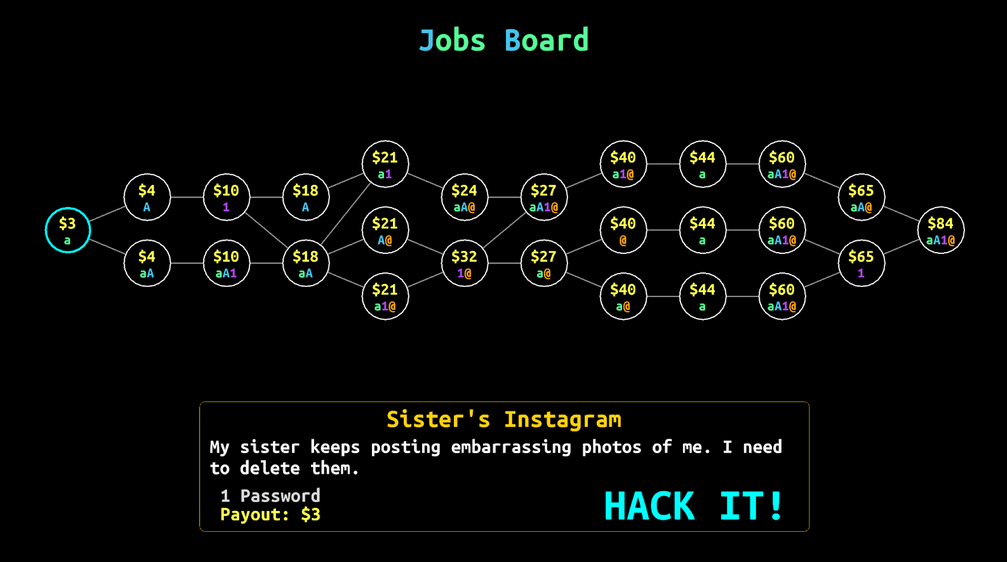 Jobs Board
$21
a1
$40
a1@
$44
a
$60
aA1@
$4
A
$10
1
$18
A
$24
aA@
$27
aA1@
$65
aA@
$3
a
$21
A@
$40
@
$44
a
$60
aA1@
$84
aA1@
$4
aA
$10
aA1
$18
aA
$32
1@
$27
a@
$65
1
$21
a1@
$40
a@
$44
a
$60
aA1@
Sister's Instagram
My sister keeps posting embarrassing photos of me. I need
to delete them.
1 Password
Payout: $3
HACK IT!